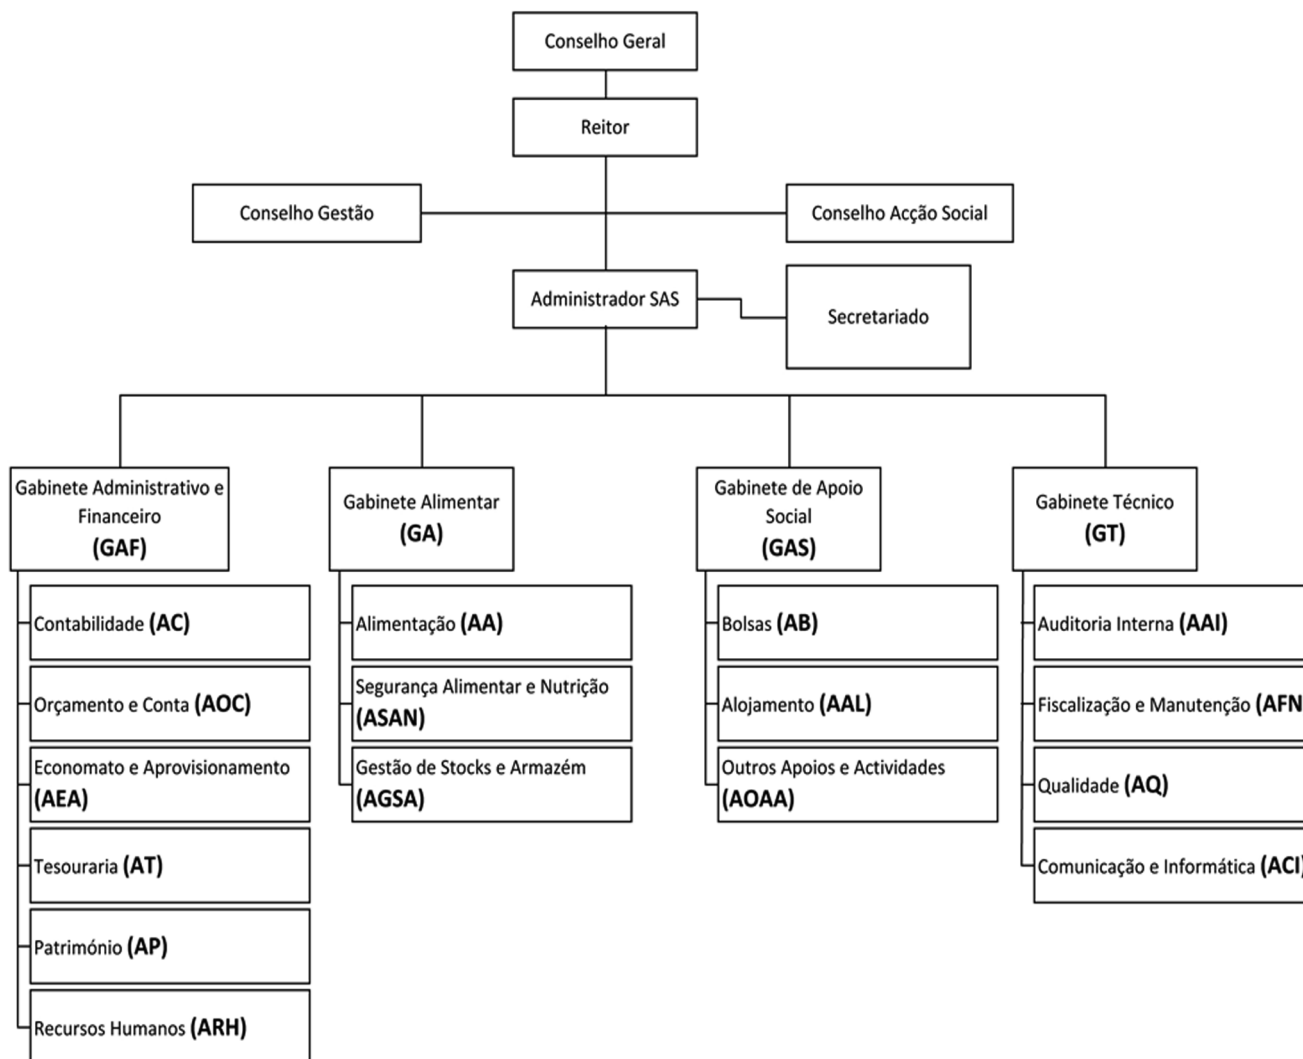 Conselho Geral
Reitor
Conselho Gestão
Conselho Acção Social
Administrador SAS
Secretariado
Gabinete Administrativo e
Financeiro
(GAF)
Gabinete Alimentar
(GA)
Gabinete de Apoio
Social
(GAS)
Gabinete Técnico
(GT)
Contabilidade (AC)
Orçamento e Conta (AOC)
Economato e Aprovisionamento
(AEA)
Tesouraria (AT)
Património (AP)
Recursos Humanos (ARH)
Alimentação (AA)
Segurança Alimentar e Nutrição
(ASAN)
Gestão de Stocks e Armazém
(AGSA)
Bolsas (AB)
Alojamento (AAL)
Outros Apoios e Actividades
(AOAA)
Auditoria Interna (AAI)
Fiscalização e Manutenção (AFN
Qualidade (AQ)
Comunicação e Informática (ACI)